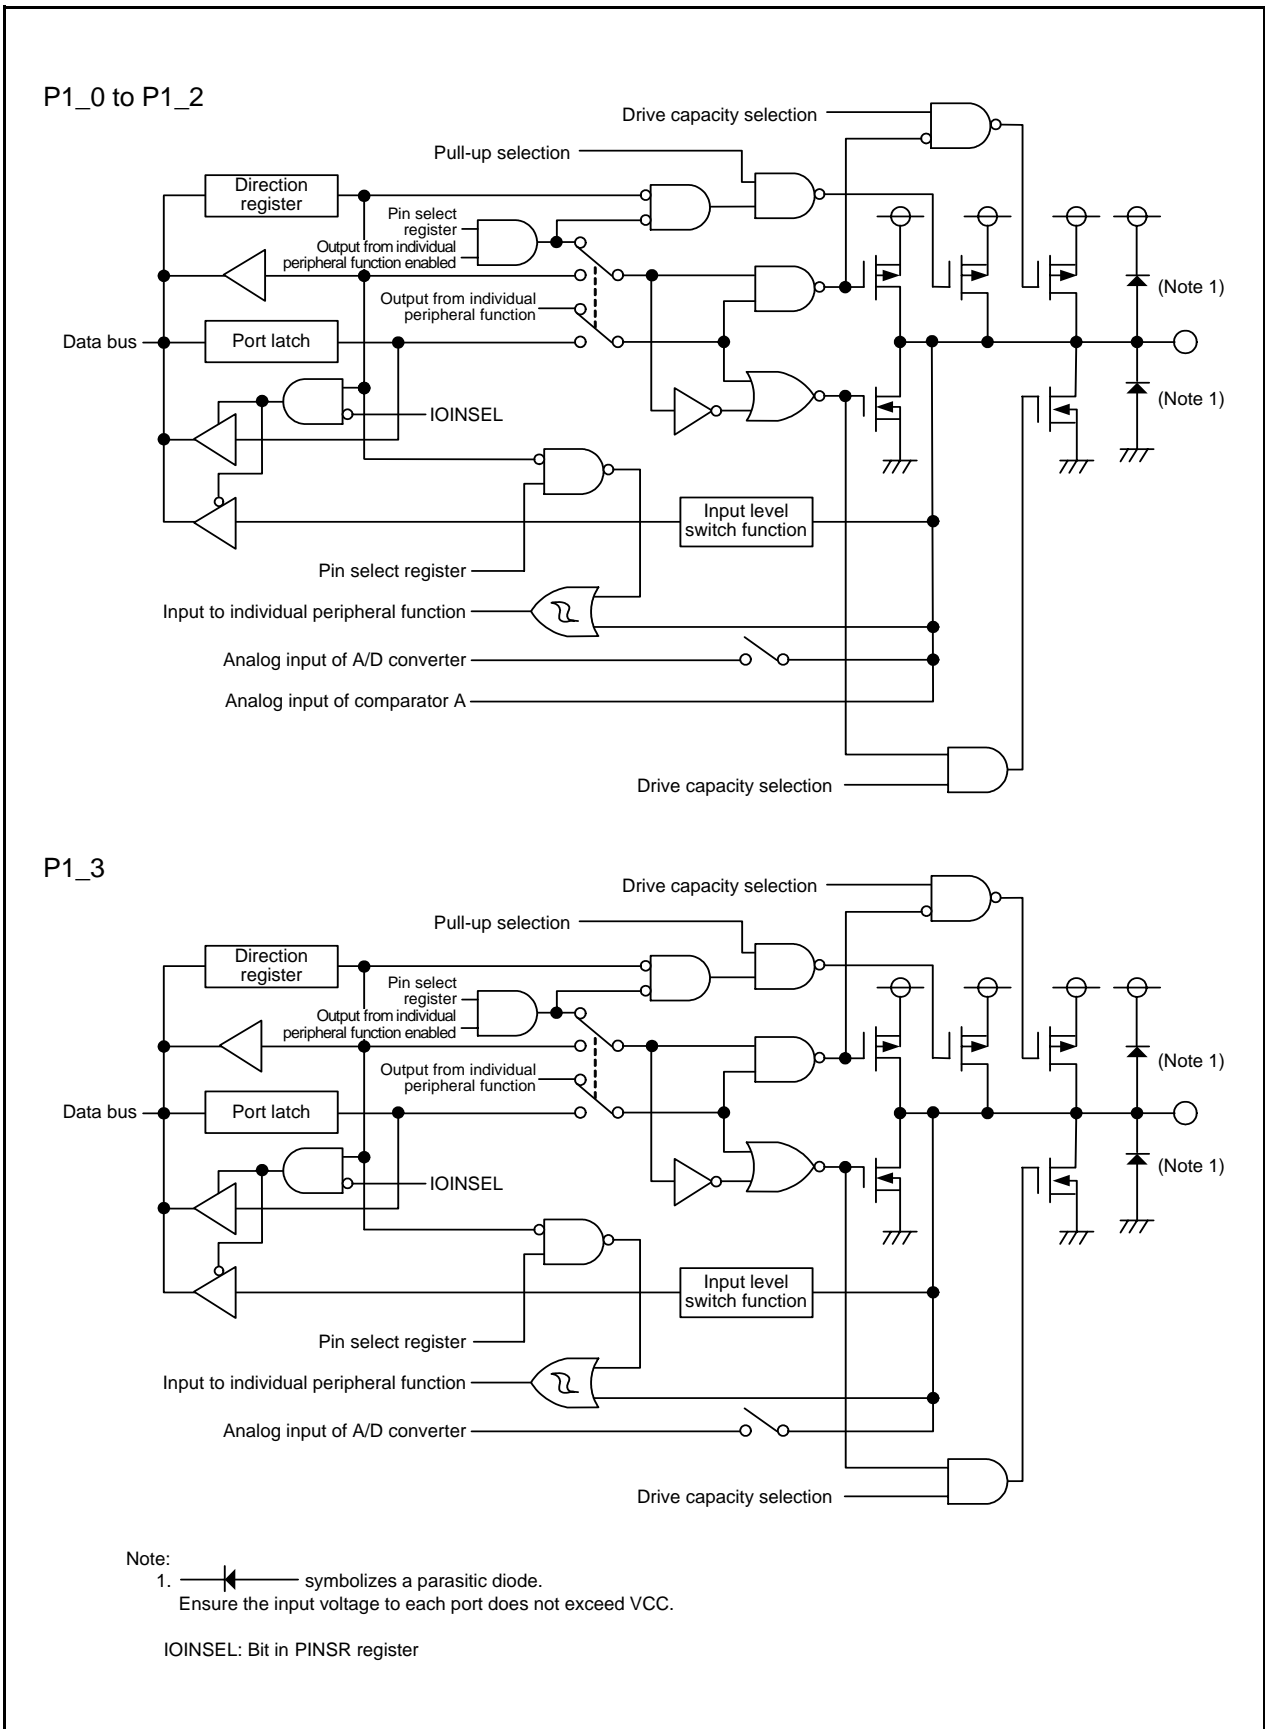 P1_0 to P1_2
Drive capacity selection
Pull-up selection
Direction
register
Pin select
register
Output from individual
peripheral function enabled
Output from individual
peripheral function
(Note 1)
Data bus
Port latch
(Note 1)
IOINSEL
Input level
switch function
Pin select register
Input to individual peripheral function
Analog input of A/D converter
Analog input of comparator A
Drive capacity selection
P1_3
Drive capacity selection
Pull-up selection
Direction
register
Pin select
register
Output from individual
peripheral function enabled
Output from individual
peripheral function
(Note 1)
Data bus
Port latch
(Note 1)
IOINSEL
Input level
switch function
Pin select register
Input to individual peripheral function
Analog input of A/D converter
Drive capacity selection
Note:
1. symbolizes a parasitic diode.
Ensure the input voltage to each port does not exceed VCC.
IOINSEL: Bit in PINSR register